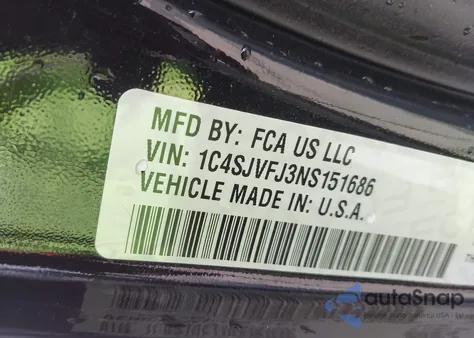 MFD BY: FCA US LLC
VIN: 1C4SJVFJ3NS151686
VEHICLE MADE IN: U.S.A.
autoSnap